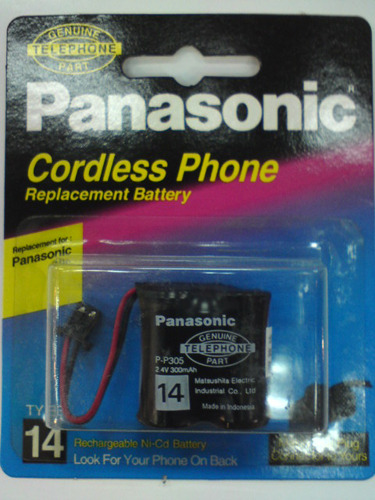 GENUINE
TELEPHONE
PART
Panasonic
Cordless Phone
Replacement Battery
Replacement for:
Panasonic
Panasonic
GENUINE
TELEPHONE
PART
P-P305
2.4V 300mAh
14
Matsushita Electric
Industrial Co., Ltd
Made in Indonesia
TYPE
14
Rechargeable Ni-Cd Battery
Look For Your Phone On Back